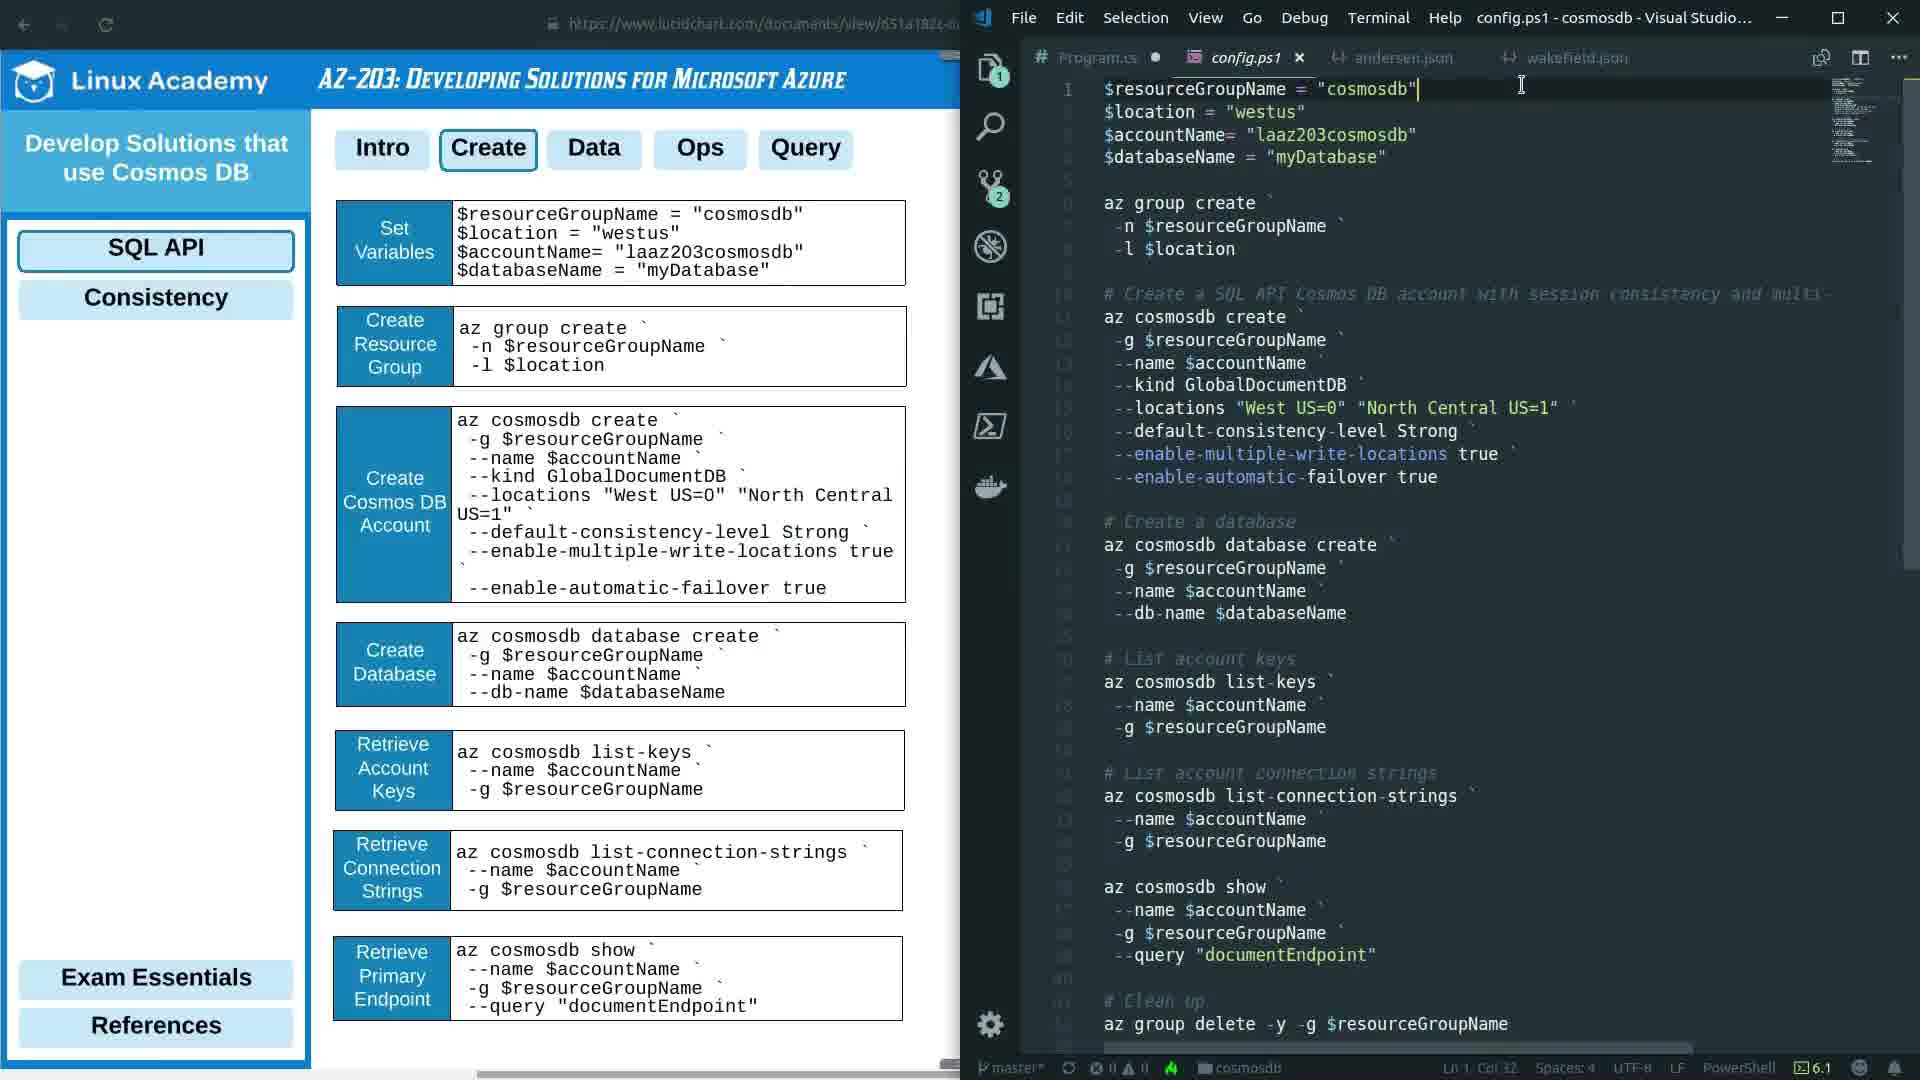 https://www.lucidchart.com/documents/view/
Linux Academy
AZ-203: Developing Solutions for Microsoft Azure
Develop Solutions that
use Cosmos DB
SQL API
Consistency
Exam Essentials
References
Intro
Create
Data
Ops
Query
Set
Variables
$resourceGroupName = "cosmosdb"
$location = "westus"
$accountName= "laaz203cosmosdb"
$databaseName = "myDatabase"
Create
Resource
Group
az group create `
-n $resourceGroupName `
-l $location
Create
Cosmos DB
Account
az cosmosdb create `
-g $resourceGroupName `
--name $accountName `
--kind GlobalDocumentDB `
--locations "West US=0" "North Central
US=1" `
--default-consistency-level Strong `
--enable-multiple-write-locations true
`
--enable-automatic-failover true
Create
Database
az cosmosdb database create `
-g $resourceGroupName `
--name $accountName `
--db-name $databaseName
Retrieve
Account
Keys
az cosmosdb list-keys `
--name $accountName `
-g $resourceGroupName
Retrieve
Connection
Strings
az cosmosdb list-connection-strings `
--name $accountName `
-g $resourceGroupName
Retrieve
Primary
Endpoint
az cosmosdb show `
--name $accountName `
-g $resourceGroupName `
--query "documentEndpoint"
File Edit Selection View Go Debug Terminal Help config.ps1 - cosmosdb - Visual Studio...
Program.cs
config.ps1
andersen.json
wakefield.json
1
2
1 $resourceGroupName = "cosmosdb"
$location = "westus"
$accountName= "laaz203cosmosdb"
$databaseName = "myDatabase"
az group create `
-n $resourceGroupName `
-l $location
# Create a SQL API Cosmos DB account with session consistency and multi-
az cosmosdb create `
-g $resourceGroupName `
--name $accountName `
--kind GlobalDocumentDB `
--locations "West US=0" "North Central US=1" `
--default-consistency-level Strong `
--enable-multiple-write-locations true `
--enable-automatic-failover true
# Create a database
az cosmosdb database create `
-g $resourceGroupName `
--name $accountName `
--db-name $databaseName
# List account keys
az cosmosdb list-keys `
--name $accountName `
-g $resourceGroupName
# List account connection strings
az cosmosdb list-connection-strings `
--name $accountName `
-g $resourceGroupName
az cosmosdb show `
--name $accountName `
-g $resourceGroupName `
--query "documentEndpoint"
# Clean up
az group delete -y -g $resourceGroupName
master* 0 0 cosmosdb Ln 1, Col 32 Spaces: 4 UTF-8 LF PowerShell 6.1